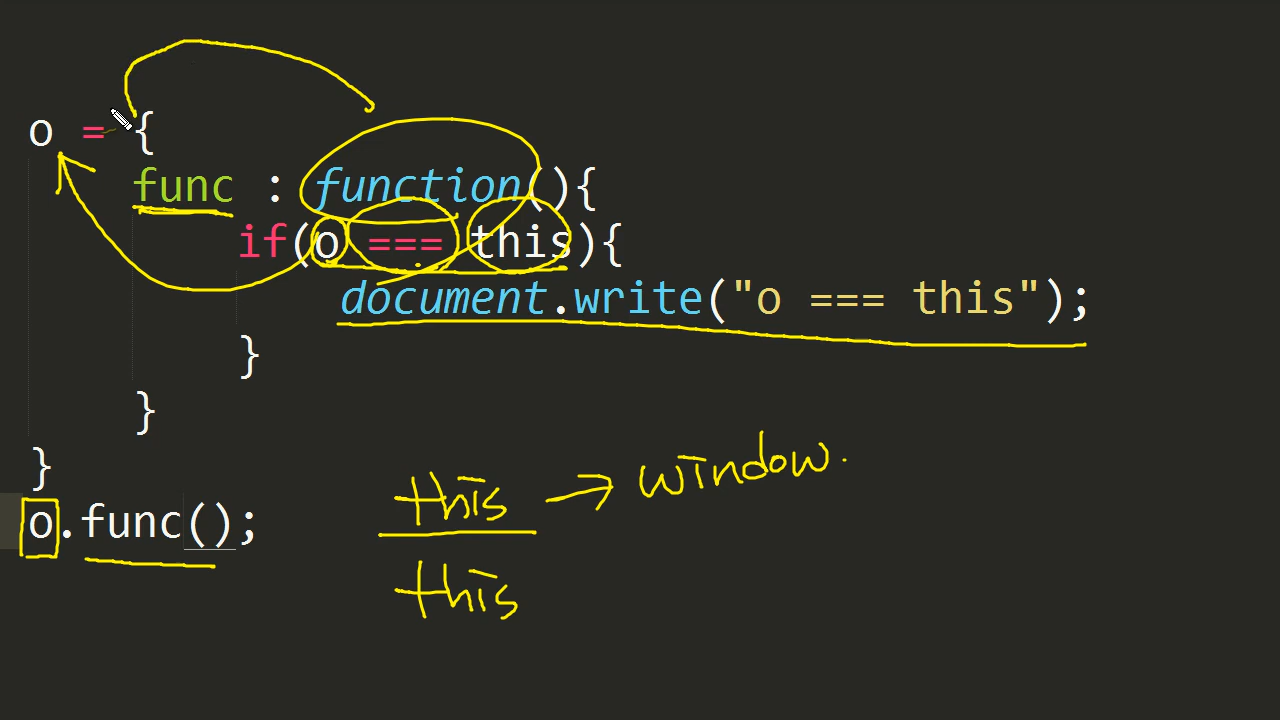 o = {
func : function(){
if(o === this){
document.write("o === this");
}
}
}
o.func();
this → window.
this